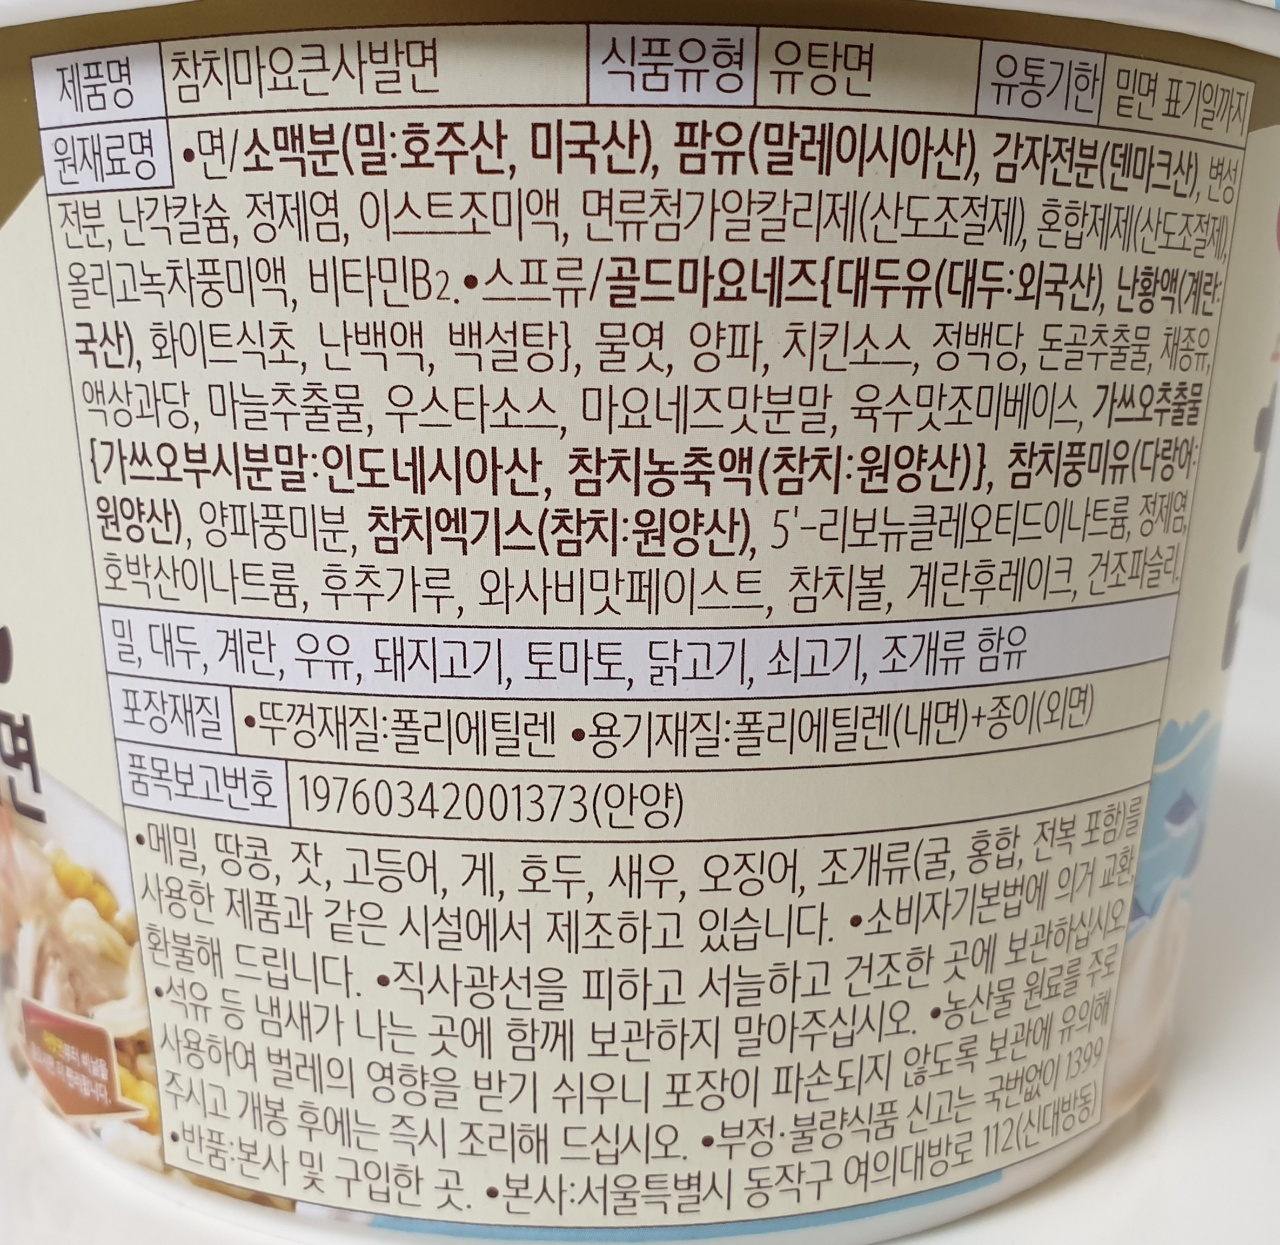 제품명 참치마요큰사발면 식품유형 유탕면 유통기한 밑면 표기일까지
원재료명 •면/소맥분(밀:호주산, 미국산), 팜유(말레이시아산), 감자전분(덴마크산), 변성
전분, 난각칼슘, 정제염, 이스트조미액, 면류첨가알칼리제(산도조절제), 혼합제제(산도조절제),
올리고녹차풍미액, 비타민B2.•스프류/골드마요네즈{대두유(대두:외국산), 난황액(계란:
국산), 화이트식초, 난백액, 백설탕}, 물엿, 양파, 치킨소스, 정백당, 돈골추출물, 채종유,
액상과당, 마늘추출물, 우스타소스, 마요네즈맛분말, 육수맛조미베이스, 가쓰오추출물
{가쓰오부시분말:인도네시아산, 참치농축액(참치:원양산)}, 참치풍미유(다랑어:
원양산), 양파풍미분, 참치엑기스(참치:원양산), 5'-리보뉴클레오티드이나트륨, 정제염,
호박산이나트륨, 후추가루, 와사비맛페이스트, 참치볼, 계란후레이크, 건조파슬리.
밀, 대두, 계란, 우유, 돼지고기, 토마토, 닭고기, 쇠고기, 조개류 함유
포장재질 •뚜껑재질:폴리에틸렌 •용기재질:폴리에틸렌(내면)+종이(외면)
품목보고번호 19760342001373(안양)
•메밀, 땅콩, 잣, 고등어, 게, 호두, 새우, 오징어, 조개류(굴, 홍합, 전복 포함)를
사용한 제품과 같은 시설에서 제조하고 있습니다. •소비자기본법에 의거 교환,
환불해 드립니다. •직사광선을 피하고 서늘하고 건조한 곳에 보관하십시오.
•석유 등 냄새가 나는 곳에 함께 보관하지 말아주십시오. •농산물 원료를 주로
사용하여 벌레의 영향을 받기 쉬우니 포장이 파손되지 않도록 보관에 유의해
주시고 개봉 후에는 즉시 조리해 드십시오. •부정·불량식품 신고는 국번없이 1399
•반품:본사 및 구입한 곳. •본사:서울특별시 동작구 여의대방로 112(신대방동)
면